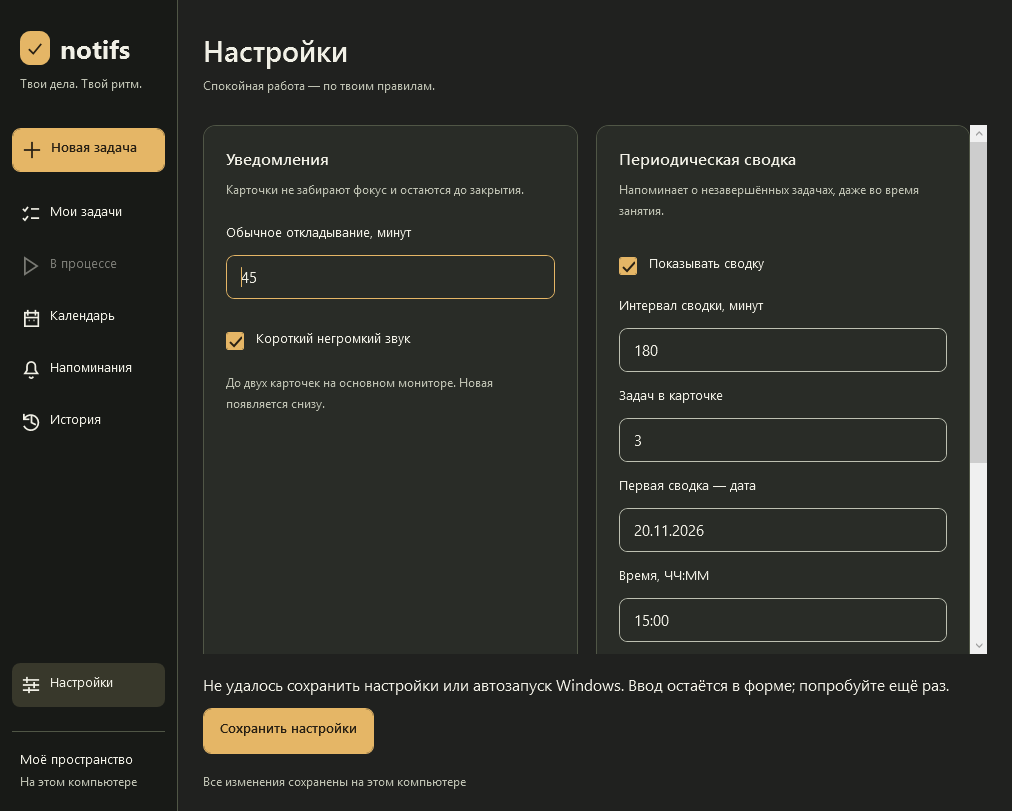 notifs
Твои дела. Твой ритм.
Новая задача
Мои задачи
В процессе
Календарь
Напоминания
История
Настройки
Моё пространство
На этом компьютере
Настройки
Спокойная работа — по твоим правилам.
Уведомления
Карточки не забирают фокус и остаются до закрытия.
Обычное откладывание, минут
45
Короткий негромкий звук
До двух карточек на основном мониторе. Новая
появляется снизу.
Периодическая сводка
Напоминает о незавершённых задачах, даже во время
занятия.
Показывать сводку
Интервал сводки, минут
180
Задач в карточке
3
Первая сводка — дата
20.11.2026
Время, ЧЧ:ММ
15:00
Не удалось сохранить настройки или автозапуск Windows. Ввод остаётся в форме; попробуйте ещё раз.
Сохранить настройки
Все изменения сохранены на этом компьютере